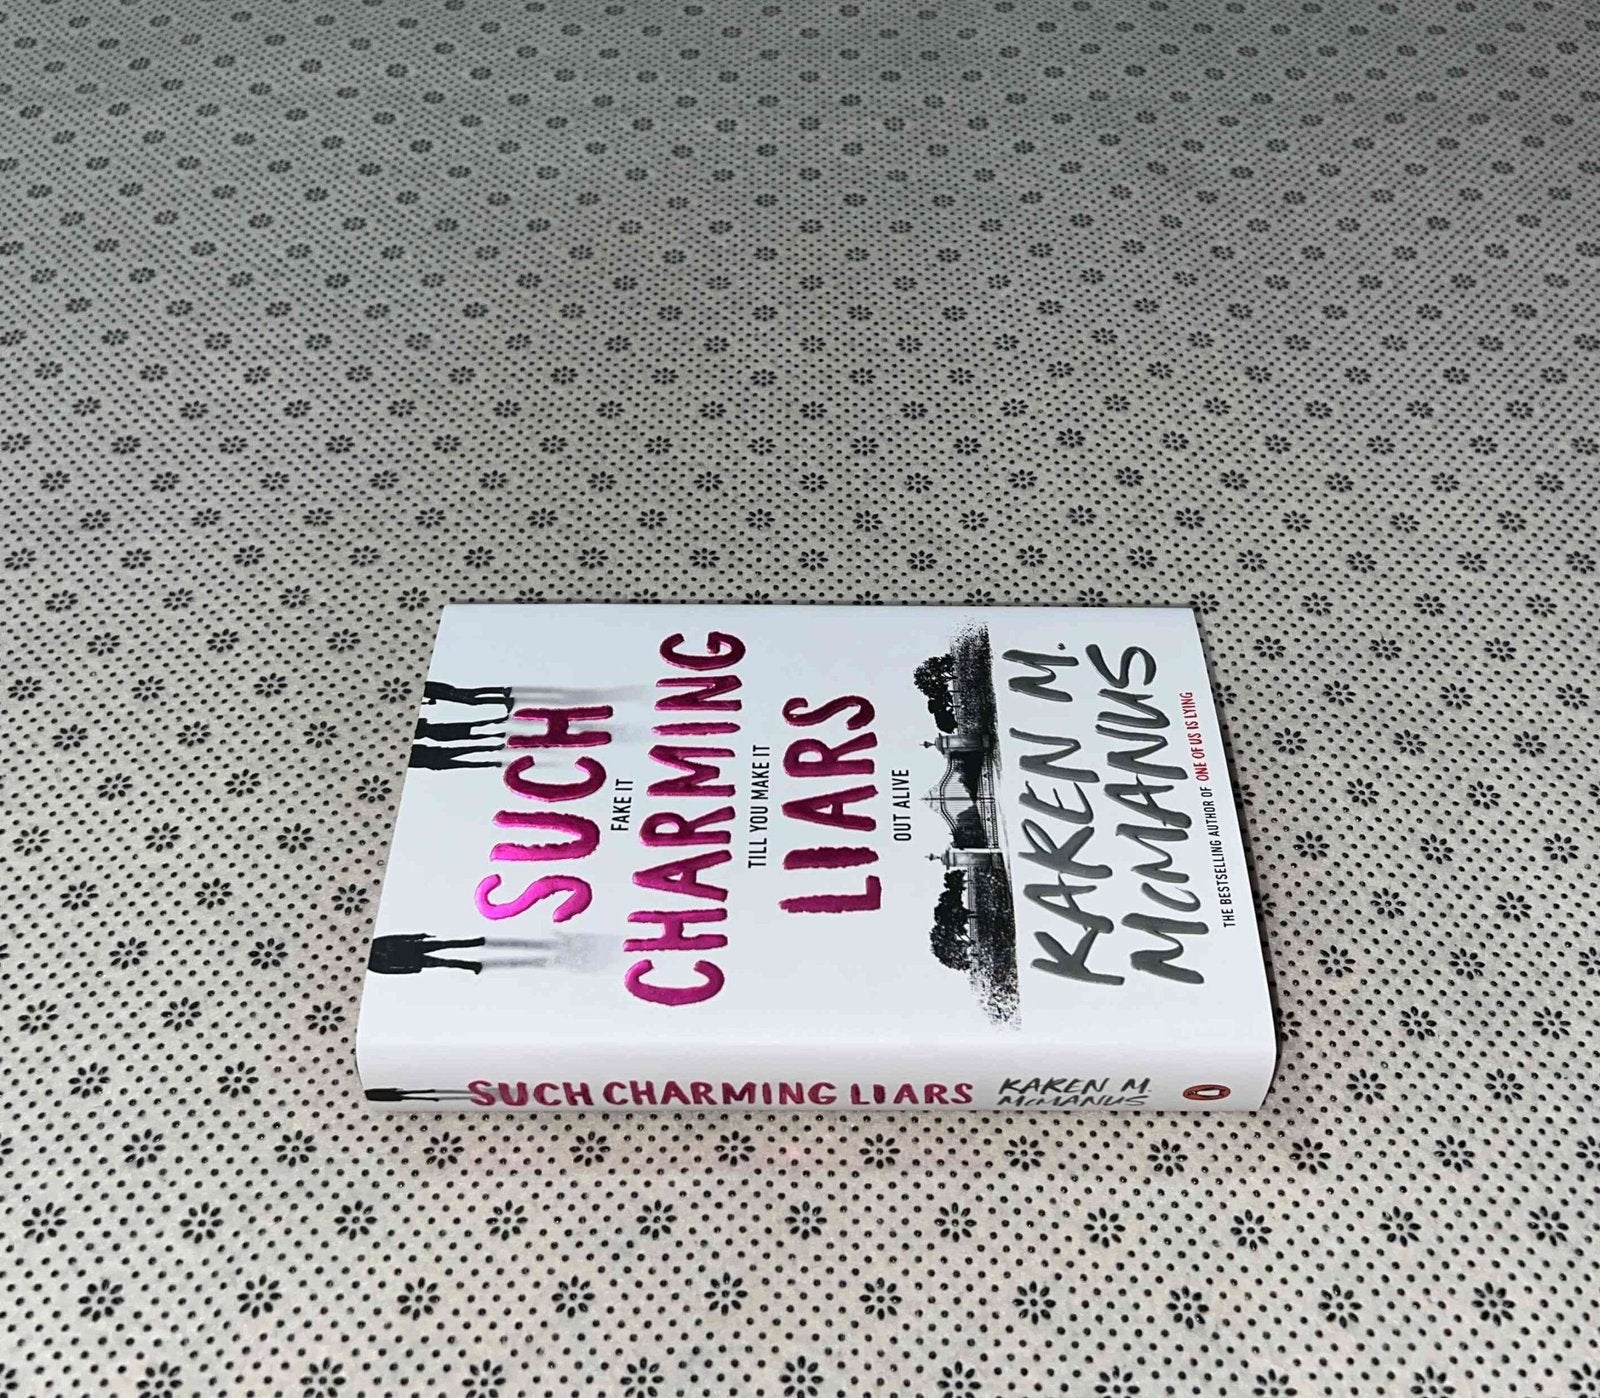 SUCH
FAKE IT
CHARMING
TILL YOU MAKE IT
LIARS
OUT ALIVE
KAREN M.
McMANUS
THE BESTSELLING AUTHOR OF ONE OF US IS LYING
SUCH CHARMING LIARS
KAREN M.
McMANUS